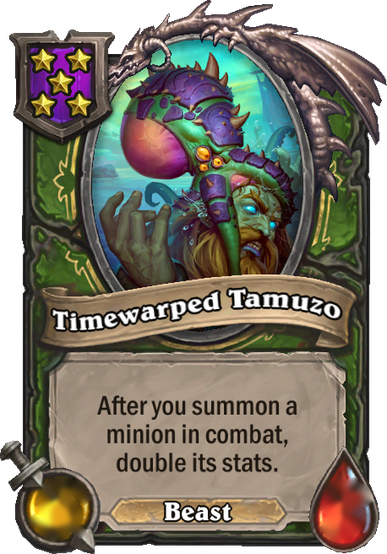 Timewarped Tamuzo
After you summon a
minion in combat,
double its stats.
Beast